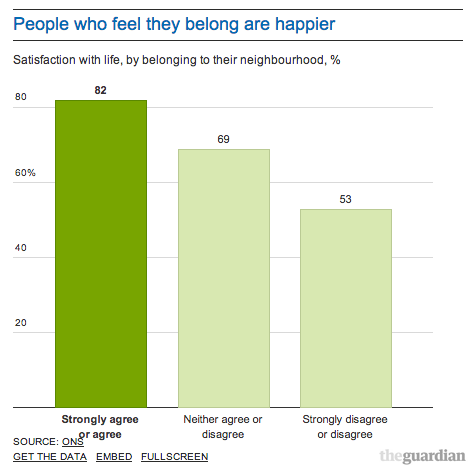 People who feel they belong are happier
Satisfaction with life, by belonging to their neighbourhood, %
82
80
69
60%
53
40
20
Strongly agree
or agree
Neither agree or
disagree
Strongly disagree
or disagree
SOURCE: ONS
GET THE DATA EMBED FULLSCREEN
theguardian